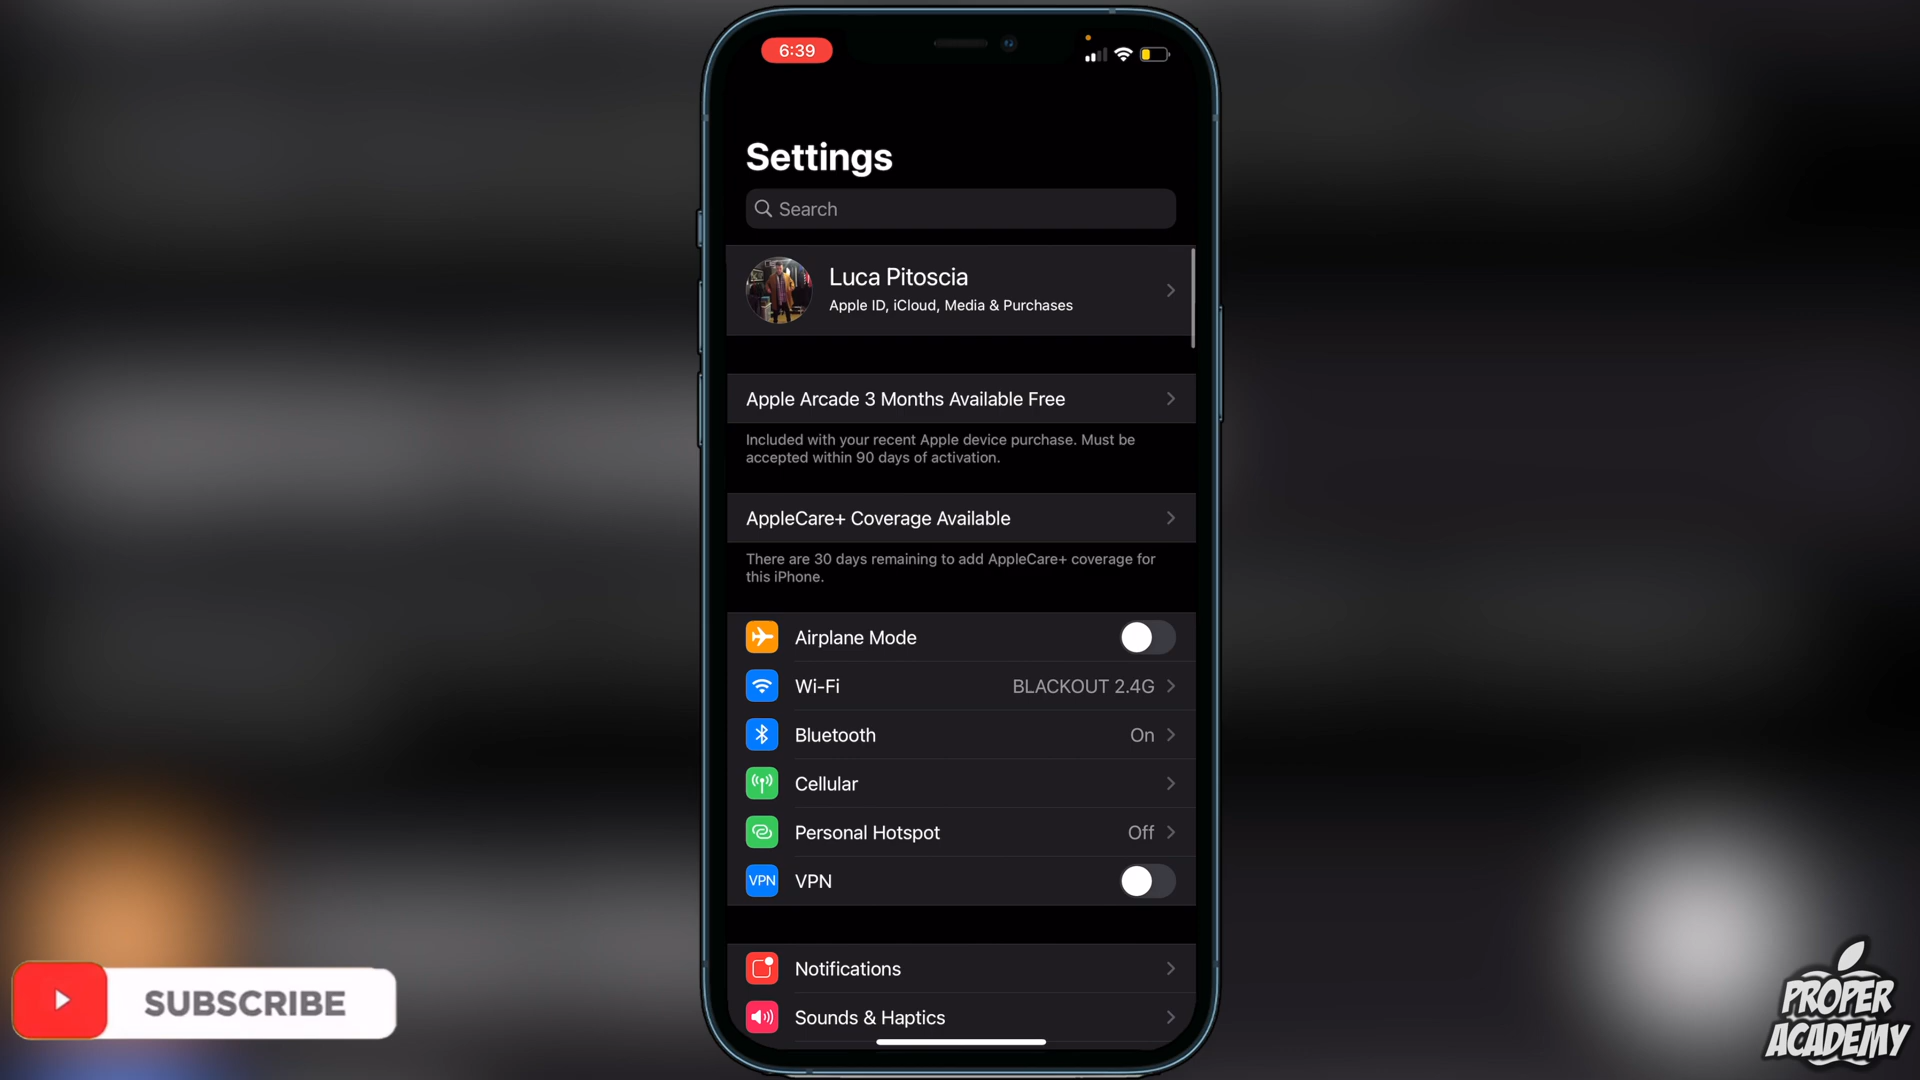 6:39
Settings
Search
Luca Pitoscia
Apple ID, iCloud, Media & Purchases
Apple Arcade 3 Months Available Free
Included with your recent Apple device purchase. Must be
accepted within 90 days of activation.
AppleCare+ Coverage Available
There are 30 days remaining to add AppleCare+ coverage for
this iPhone.
Airplane Mode
Wi-Fi BLACKOUT 2.4G
Bluetooth On
Cellular
Personal Hotspot Off
VPN VPN
Notifications
Sounds & Haptics
SUBSCRIBE
PROPER
ACADEMY